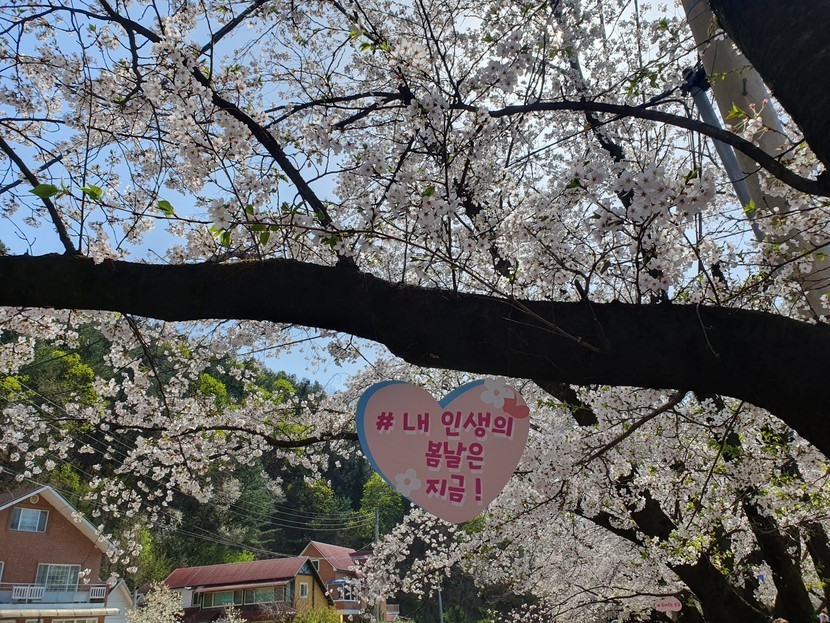 # 내 인생의
봄날은
지금!